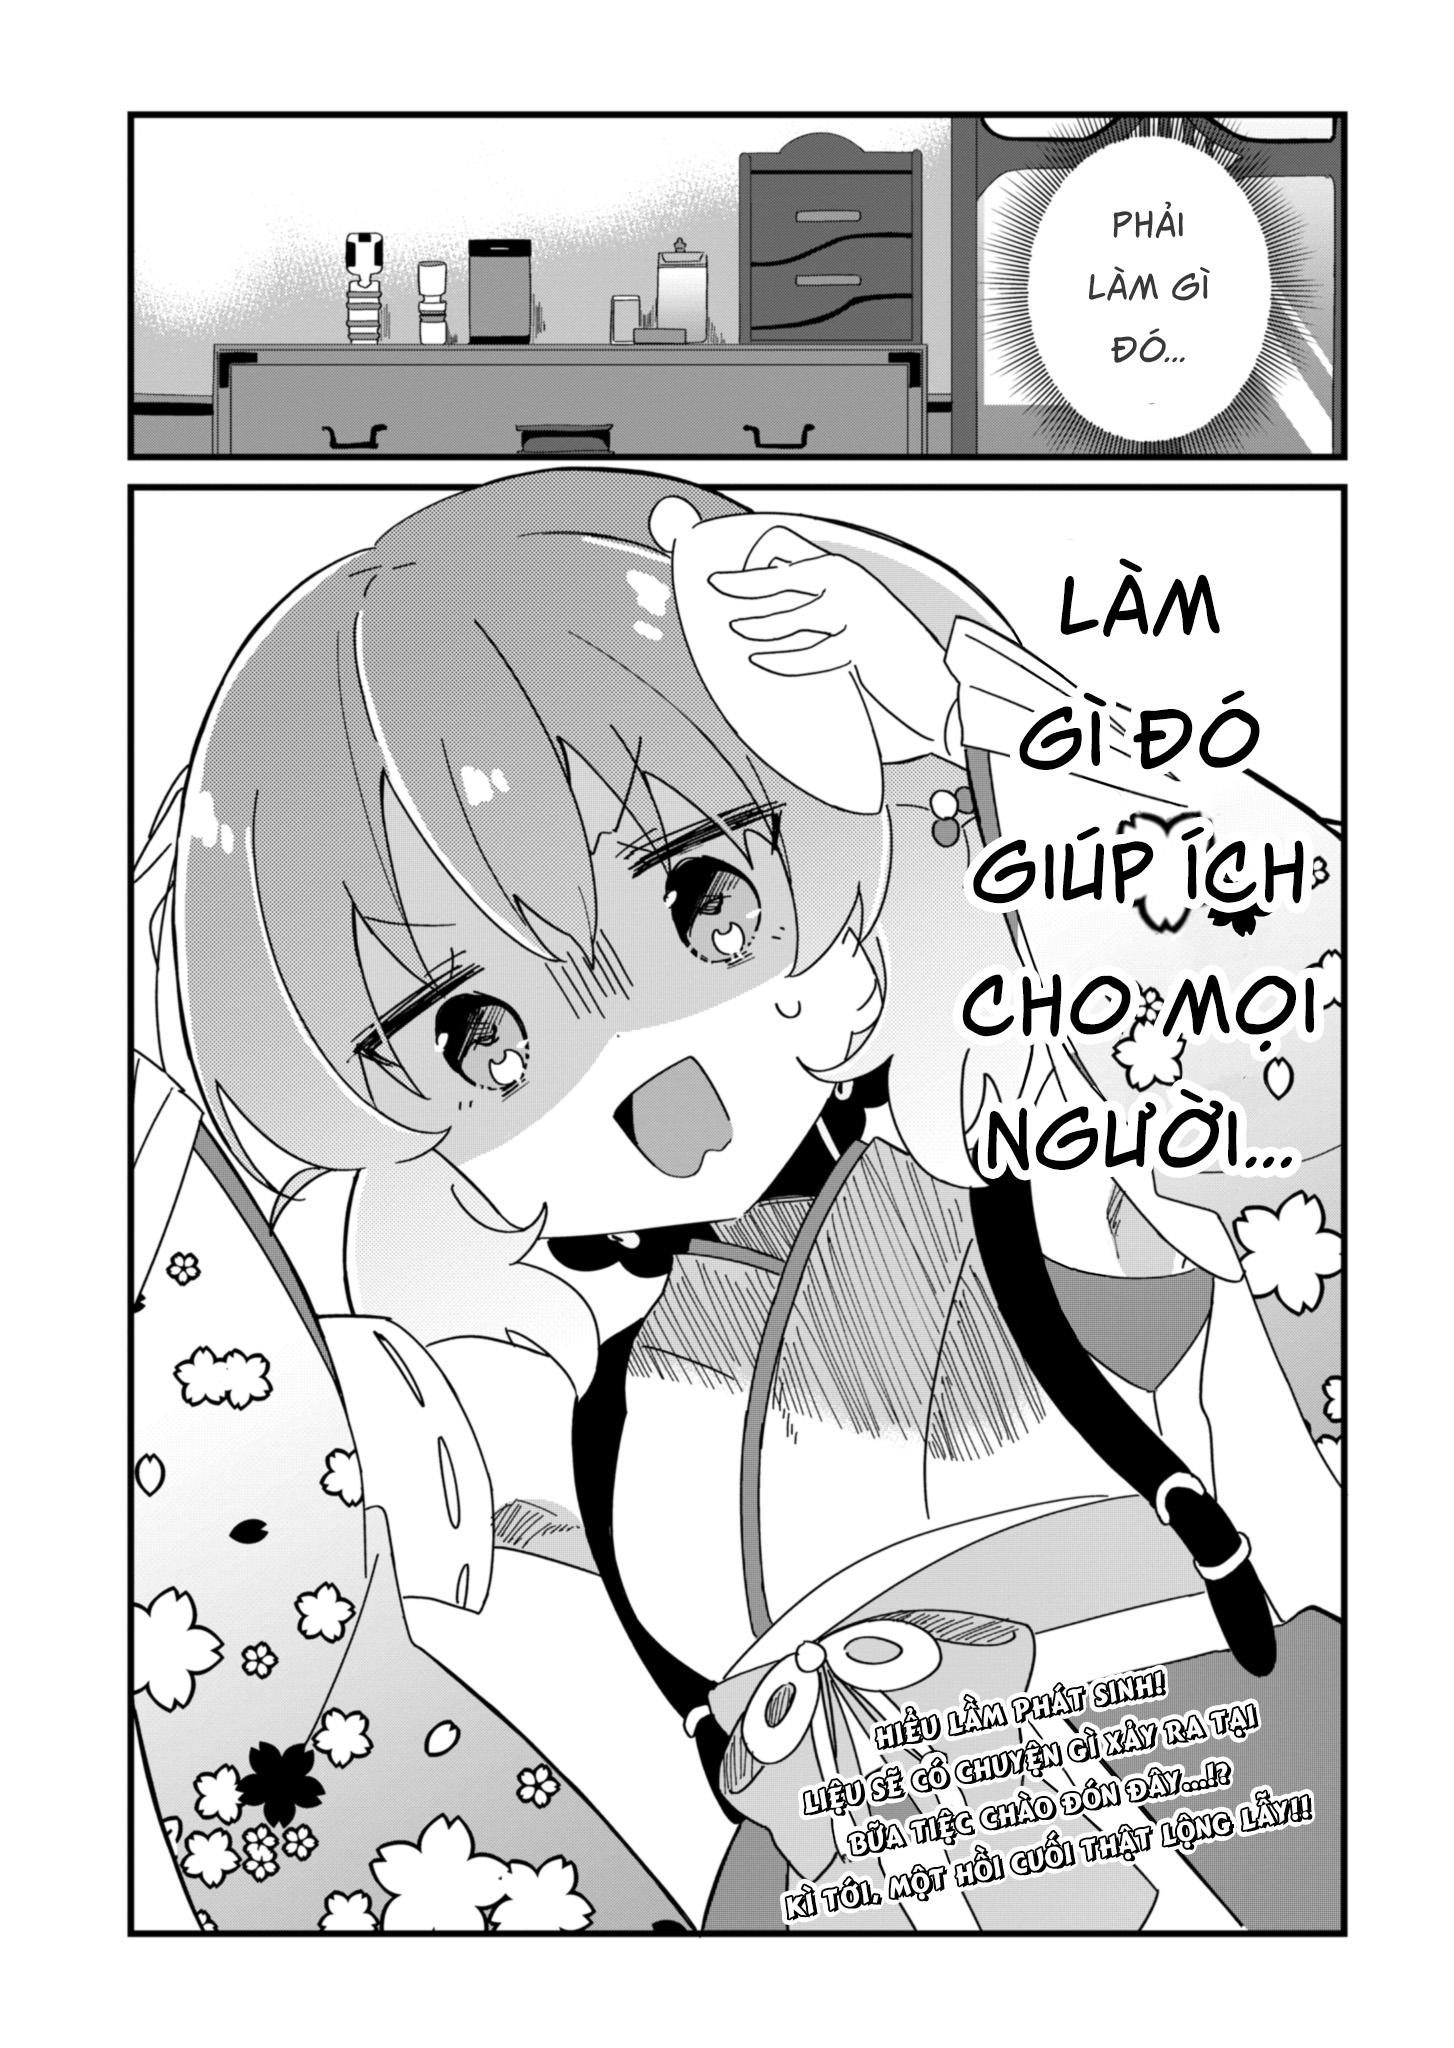 PHẢI
LÀM GÌ
ĐÓ...
LÀM
GÌ ĐÓ
GIÚP ÍCH
CHO MỌI
NGƯỜI...
HIỂU LẦM PHÁT SINH!
LIỆU SẼ CÓ CHUYỆN GÌ XẢY RA TẠI
BỮA TIỆC CHÀO ĐÓN ĐÂY...!?
KÌ TỚI. MỘT HỒI CUỐI THẬT LỘNG LẪY!!